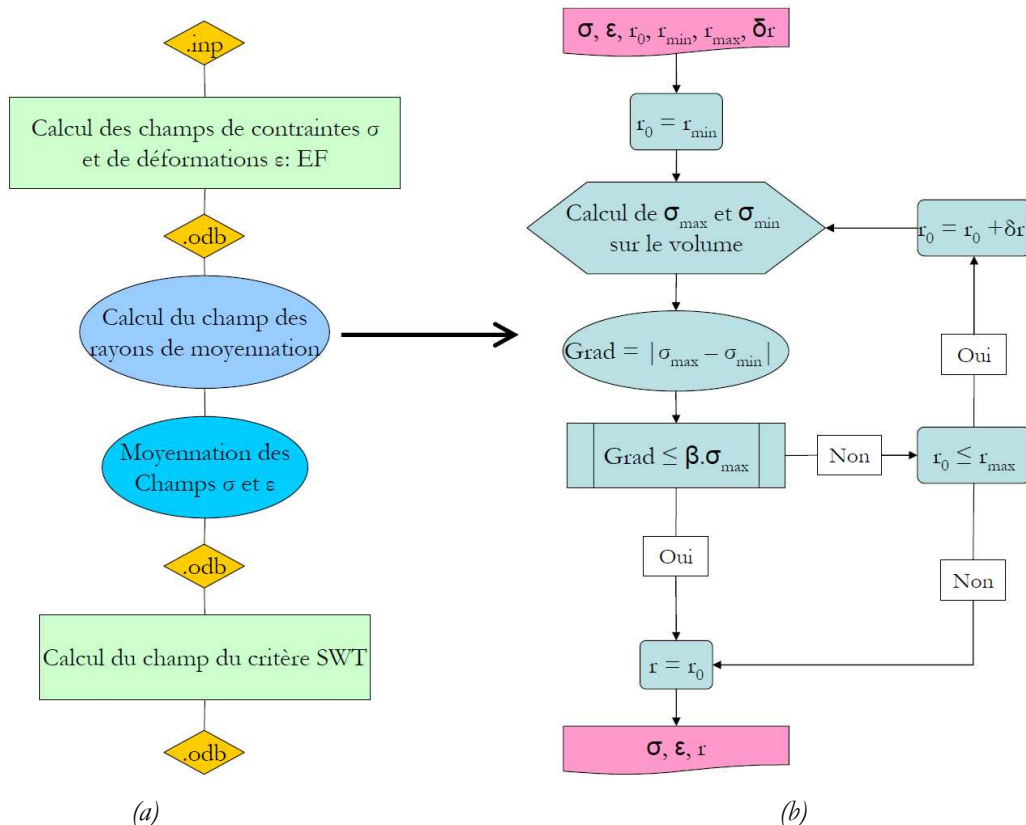 .inp
Calcul des champs de contraintes σ
et de déformations ε: EF
.odb
Calcul du champ des
rayons de moyennation
Moyennation des
Champs σ et ε
.odb
Calcul du champ du critère SWT
.odb
(a)
σ, ε, r₀, rmin, rmax, δr
r₀ = rmin
Calcul de σmax et σmin
sur le volume
r₀ = r₀ +δr
Grad = |σmax – σmin|
Oui
Grad ≤ β.σmax
Non
r₀ ≤ rmax
Oui
Non
r = r₀
σ, ε, r
(b)